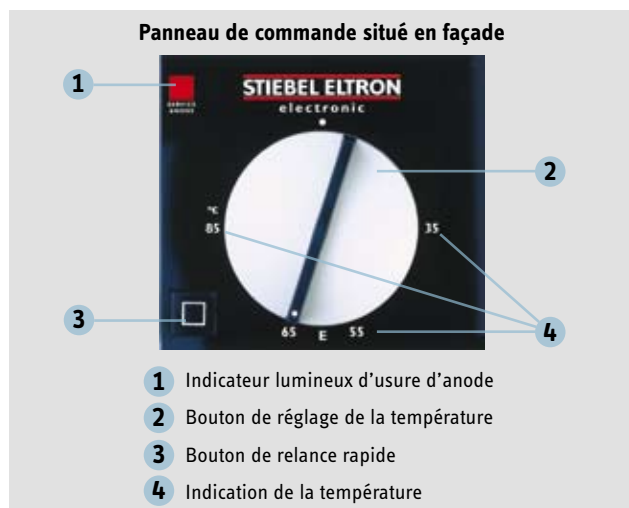 Panneau de commande situé en façade
1
SERVICE
ANODE
STIEBEL ELTRON
electronic
2
°C
85
35
3
65
E
55
4
1 Indicateur lumineux d'usure d'anode
2 Bouton de réglage de la température
3 Bouton de relance rapide
4 Indication de la température